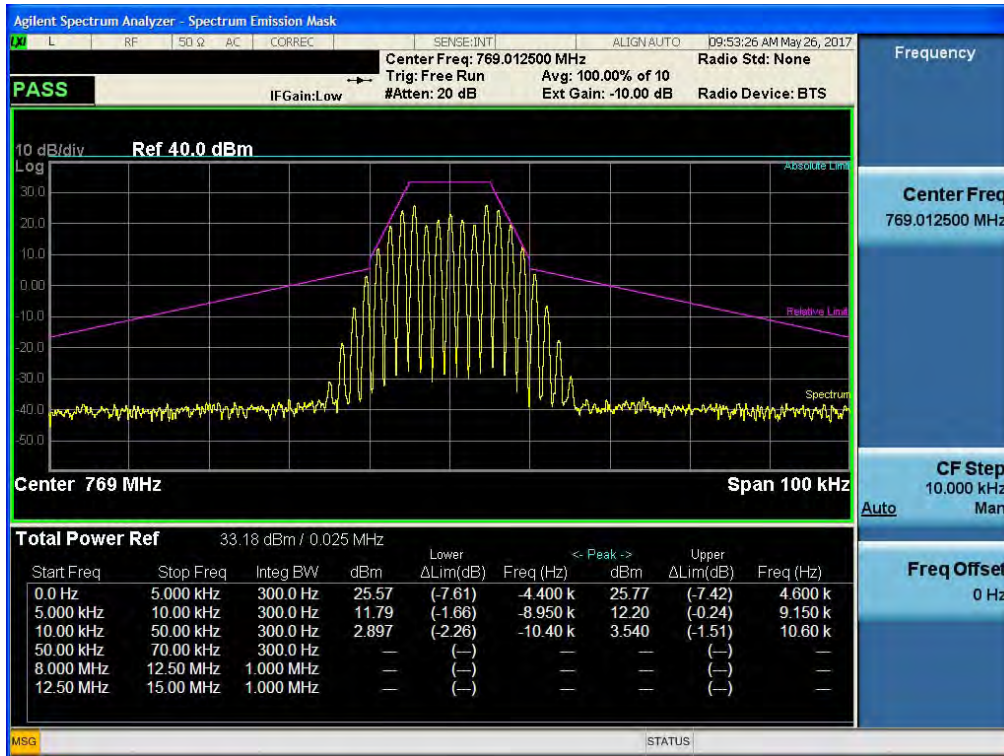 Agilent Spectrum Analyzer - Spectrum Emission Mask
LXI L RF 50 Ω AC CORREC SENSE:INT ALIGN AUTO 09:53:26 AM May 26, 2017
Center Freq: 769.012500 MHz Radio Std: None
Trig: Free Run Avg: 100.00% of 10
PASS IFGain:Low #Atten: 20 dB Ext Gain: -10.00 dB Radio Device: BTS
Frequency
10 dB/div Ref 40.0 dBm
Log
Absolute Limit
30.0
20.0
10.0
0.00
-10.0
Relative Limit
-20.0
-30.0
Spectrum
-40.0
-50.0
Center 769 MHz Span 100 kHz
Center Freq
769.012500 MHz
CF Step
10.000 kHz
Auto Man
Freq Offset
0 Hz
Total Power Ref 33.18 dBm / 0.025 MHz
Lower <- Peak -> Upper
Start Freq Stop Freq Integ BW dBm ΔLim(dB) Freq (Hz) dBm ΔLim(dB) Freq (Hz)
0.0 Hz 5.000 kHz 300.0 Hz 25.57 (-7.61) -4.400 k 25.77 (-7.42) 4.600 k
5.000 kHz 10.00 kHz 300.0 Hz 11.79 (-1.66) -8.950 k 12.20 (-0.24) 9.150 k
10.00 kHz 50.00 kHz 300.0 Hz 2.897 (-2.26) -10.40 k 3.540 (-1.51) 10.60 k
50.00 kHz 70.00 kHz 300.0 Hz --- (---) --- --- (---) ---
8.000 MHz 12.50 MHz 1.000 MHz --- (---) --- --- (---) ---
12.50 MHz 15.00 MHz 1.000 MHz --- (---) --- --- (---) ---
MSG STATUS